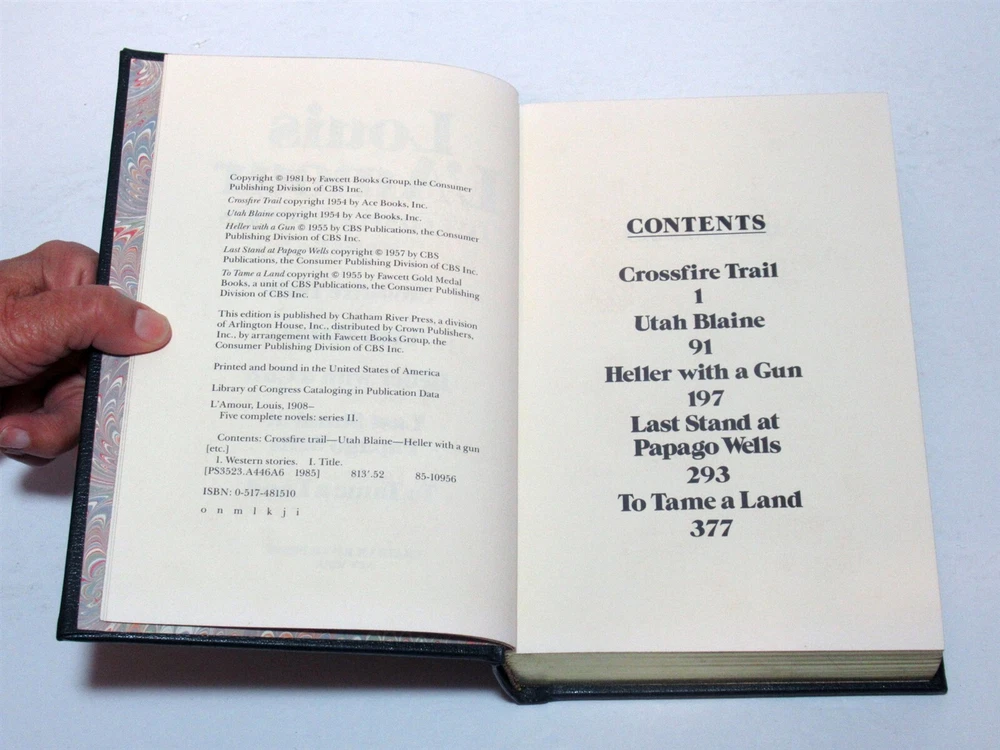 Copyright © 1981 by Fawcett Books Group, the Consumer
Publishing Division of CBS Inc.
Crossfire Trail copyright 1954 by Ace Books, Inc.
Utah Blaine copyright 1954 by Ace Books, Inc.
Heller with a Gun © 1955 by CBS Publications, the Consumer
Publishing Division of CBS Inc.
Last Stand at Papago Wells copyright © 1957 by CBS
Publications, the Consumer Publishing Division of CBS, Inc.
To Tame a Land copyright © 1955 by Fawcett Gold Medal
Books, a unit of CBS Publications, the Consumer Publishing
Division of CBS, Inc.
This edition is published by Chatham River Press, a division
of Arlington House, Inc., distributed by Crown Publishers,
Inc., by arrangement with Fawcett Books Group, the
Consumer Publishing Division of CBS, Inc.
Printed and bound in the United States of America
Library of Congress Cataloging in Publication Data
L'Amour, Louis, 1908–
Five complete novels: series II.
Contents: Crossfire trail—Utah Blaine—Heller with a gun
[etc.]
1. Western stories. I. Title.
[PS3523.A446A6 1985] 813'.52 85-10956
ISBN: 0-517-481510
o n m l k j i
CONTENTS
Crossfire Trail
1
Utah Blaine
91
Heller with a Gun
197
Last Stand at
Papago Wells
293
To Tame a Land
377